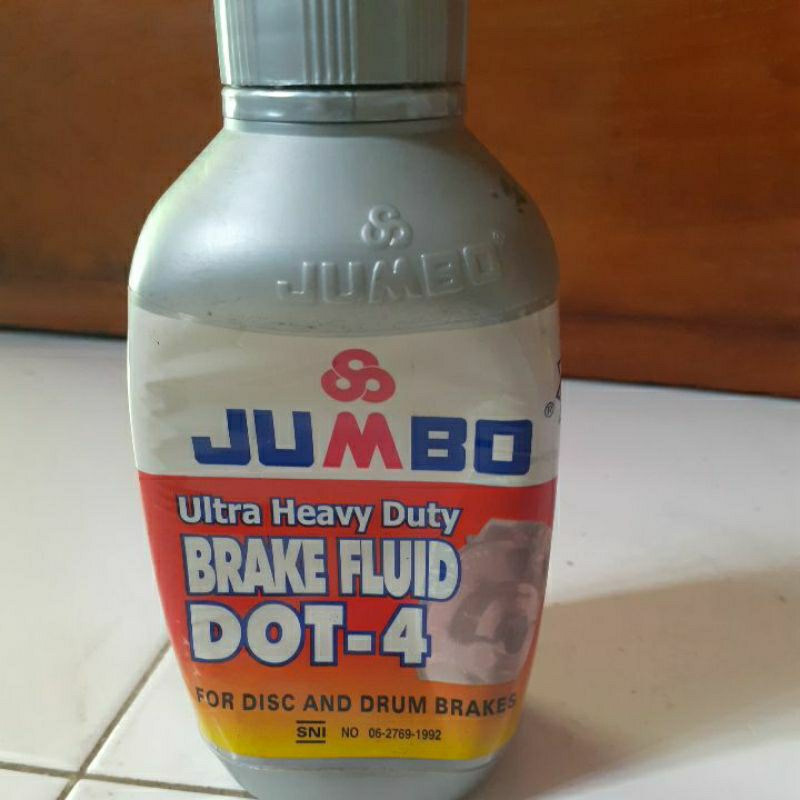 JUMBO
JUMBO
Ultra Heavy Duty
BRAKE FLUID
DOT-4
FOR DISC AND DRUM BRAKES
SNI NO 06-2769-1992